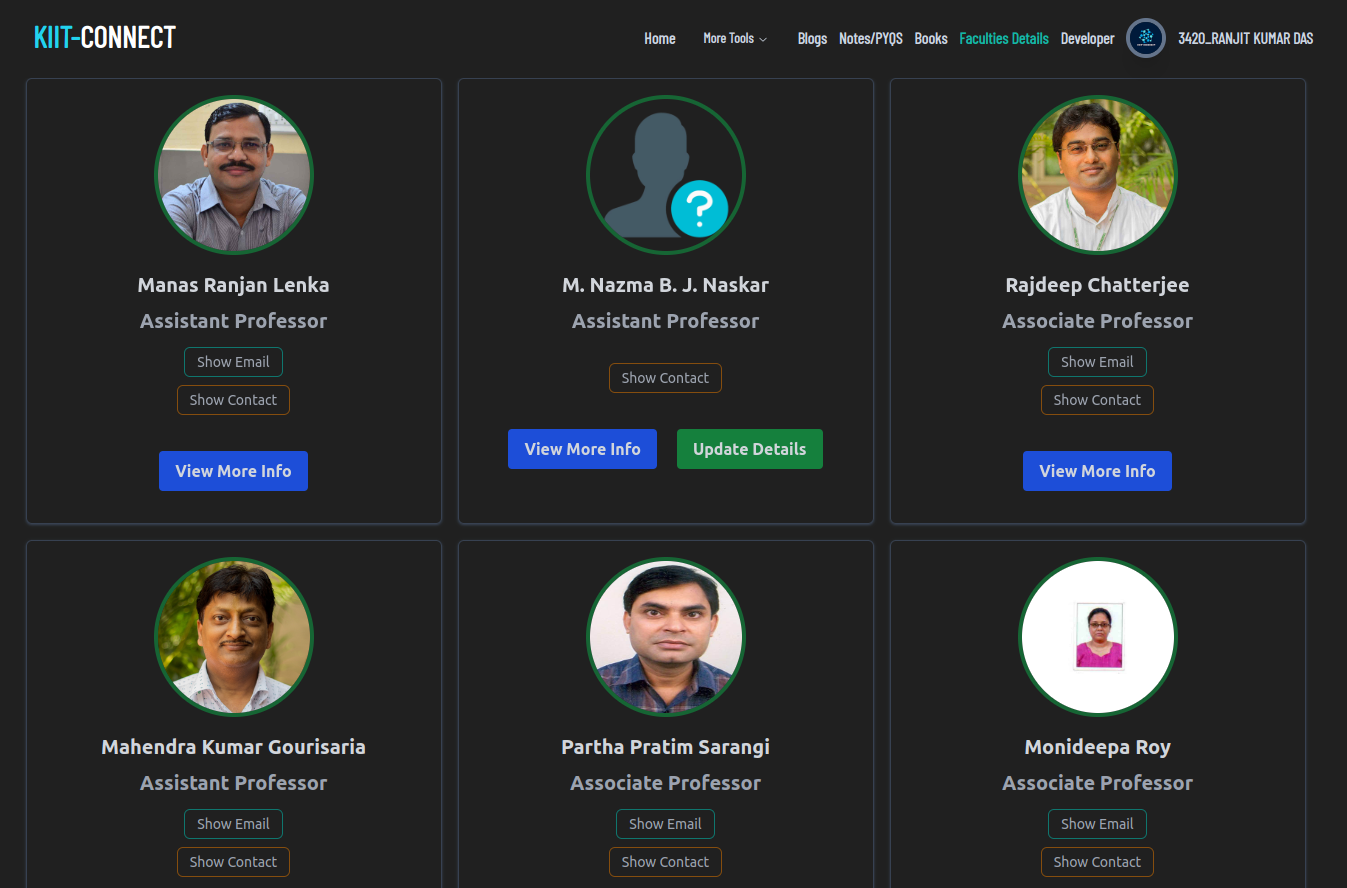 KIIT-CONNECT
Home More Tools Blogs Notes/PYQS Books Faculties Details Developer 3420_RANJIT KUMAR DAS
Manas Ranjan Lenka
Assistant Professor
Show Email
Show Contact
View More Info
M. Nazma B. J. Naskar
Assistant Professor
Show Contact
View More Info Update Details
Rajdeep Chatterjee
Associate Professor
Show Email
Show Contact
View More Info
Mahendra Kumar Gourisaria
Assistant Professor
Show Email
Show Contact
Partha Pratim Sarangi
Associate Professor
Show Email
Show Contact
Monideepa Roy
Associate Professor
Show Email
Show Contact